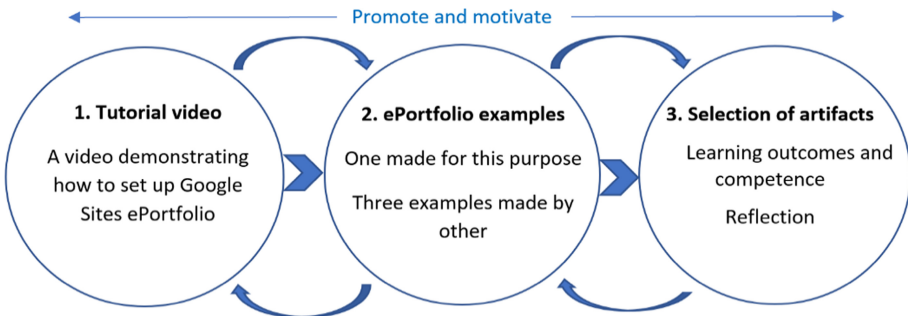 Promote and motivate
1. Tutorial video
A video demonstrating
how to set up Google
Sites ePortfolio
2. ePortfolio examples
One made for this purpose
Three examples made by
other
3. Selection of artifacts
Learning outcomes and
competence
Reflection